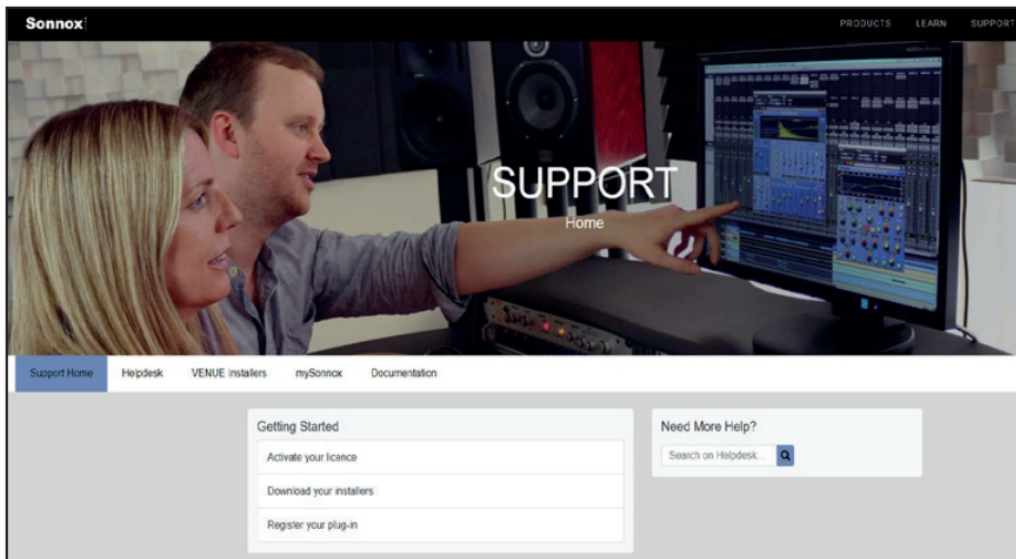 Sonnox
PRODUCTS LEARN SUPPORT
SUPPORT
Home
Support Home Helpdesk VENUE Installers mySonnox Documentation
Getting Started
Activate your licence
Download your installers
Register your plug-in
Need More Help?
Search on Helpdesk...